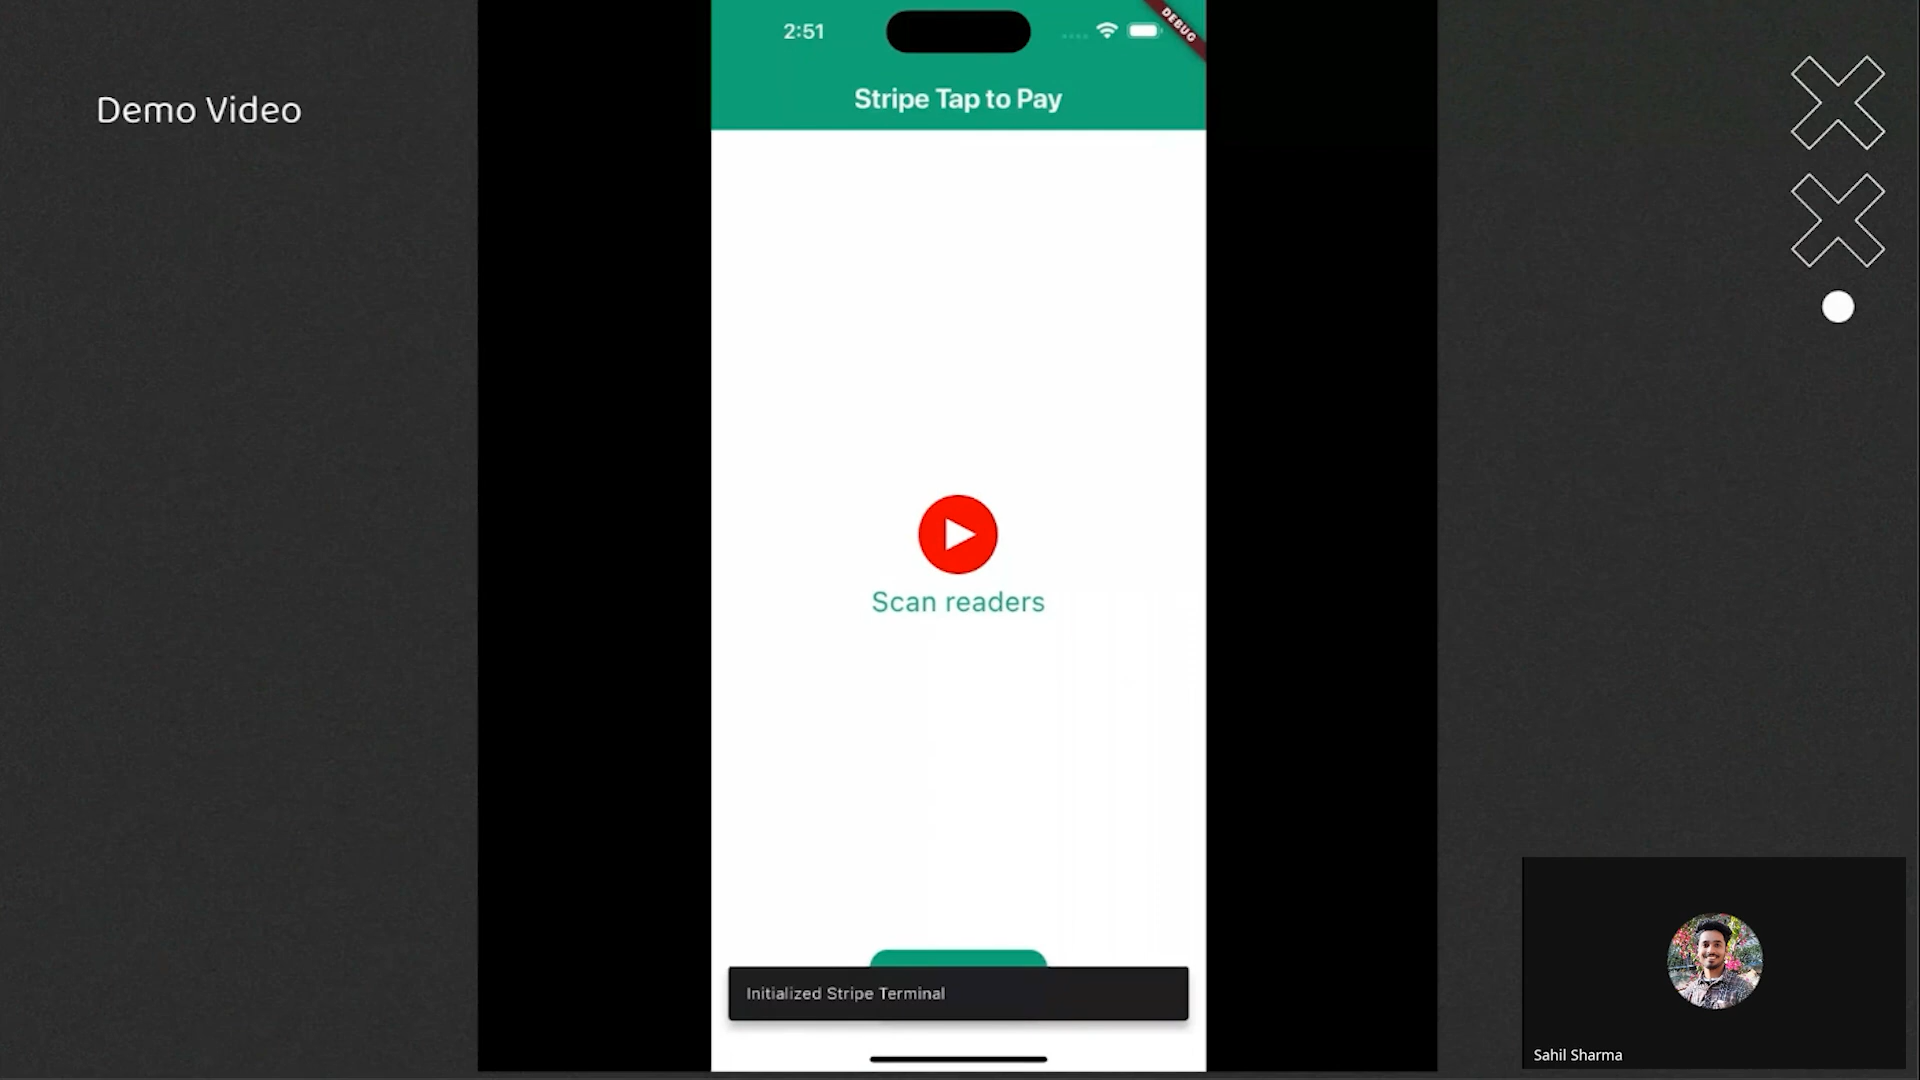 Demo Video
2:51
DEBUG
Stripe Tap to Pay
Scan readers
Initialized Stripe Terminal
Sahil Sharma